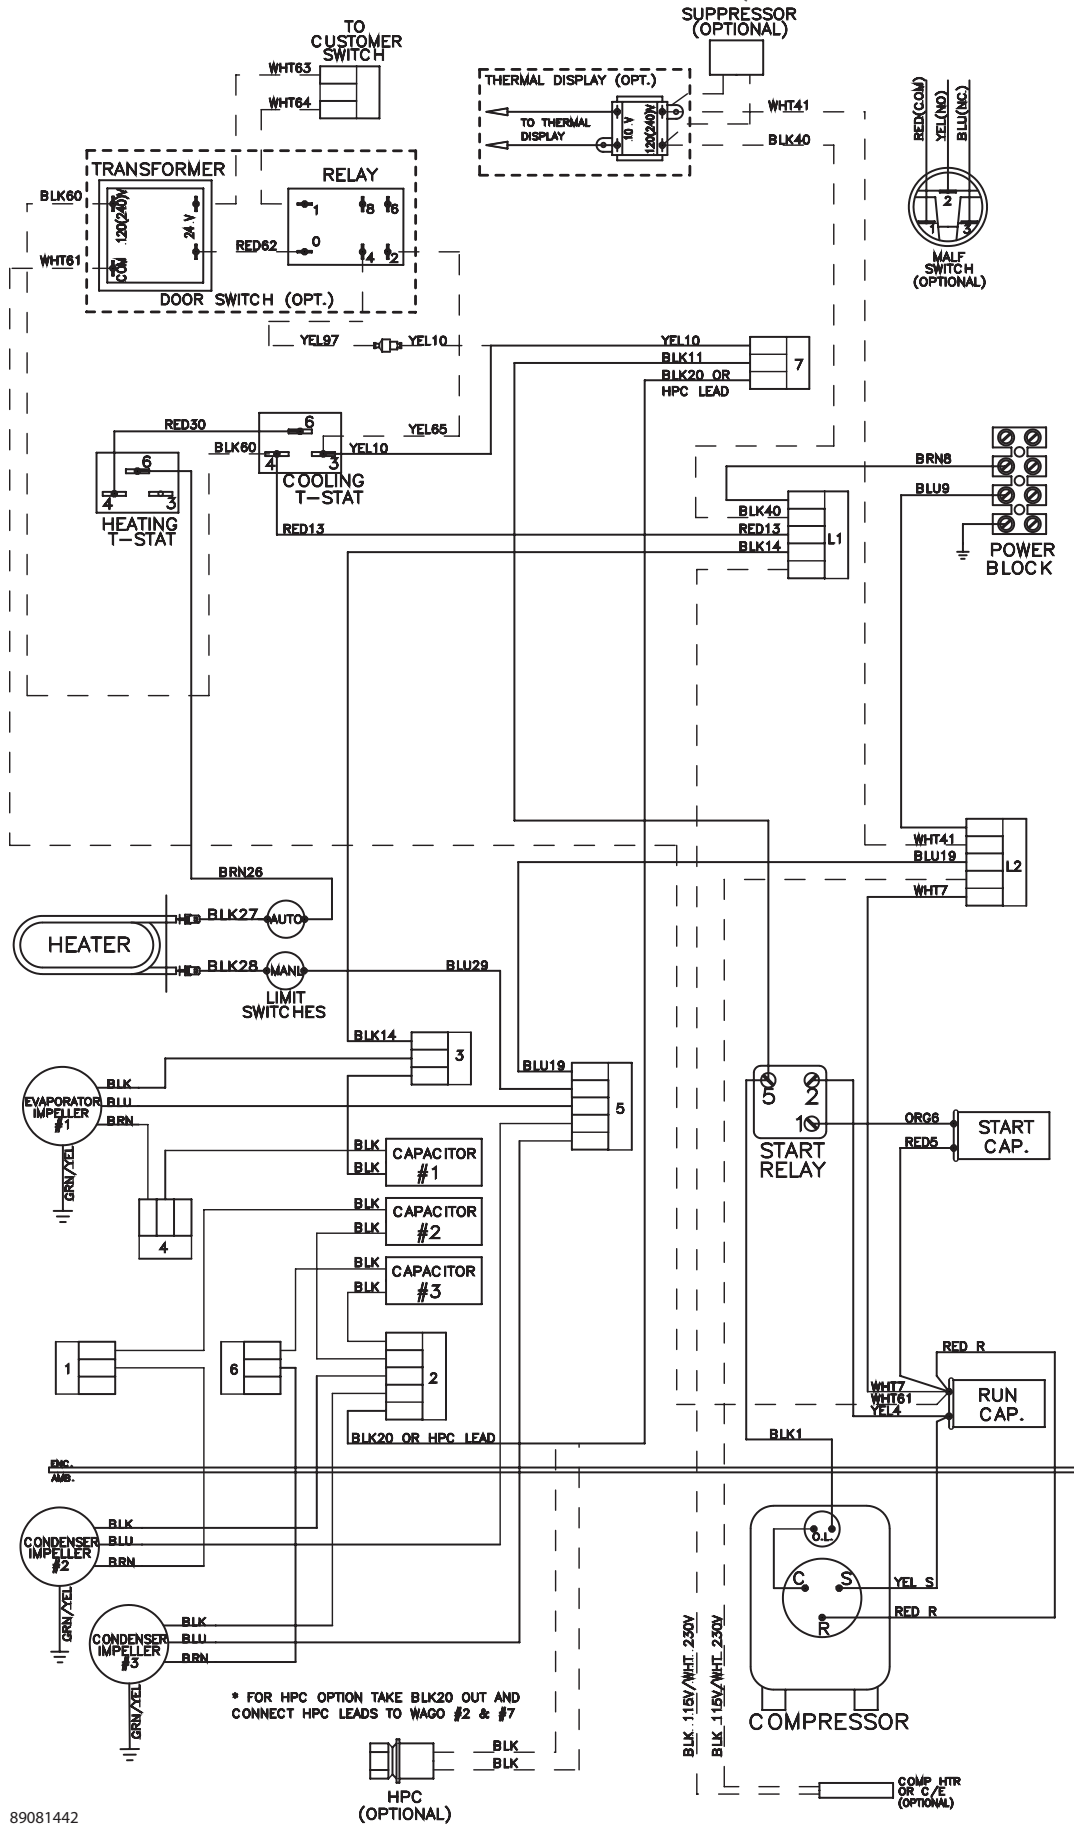 SUPPRESSOR
(OPTIONAL)
TO
CUSTOMER
SWITCH
WHT63
WHT64
THERMAL DISPLAY (OPT.)
TO THERMAL
DISPLAY
.10 .V
120(240)V
WHT41
BLK40
RED(COM)
YEL(NO)
BLU(NC)
1
2
3
MALF
SWITCH
(OPTIONAL)
TRANSFORMER
RELAY
BLK60
WHT61
120(240)V
COM
24 V
RED62
1
0
8
6
4
2
DOOR SWITCH (OPT.)
YEL97
YEL10
YEL10
BLK11
BLK20 OR
HPC LEAD
7
RED30
6
YEL65
BLK60
4
3
YEL10
COOLING
T-STAT
6
4
3
HEATING
T-STAT
RED13
BRN8
BLU9
POWER
BLOCK
BLK40
RED13
BLK14
L1
WHT41
BLU19
WHT7
L2
BRN26
HEATER
BLK27
AUTO
BLK28
MANL
LIMIT
SWITCHES
BLU29
BLK14
3
BLU19
5
EVAPORATOR
IMPELLER
#1
BLK
BLU
BRN
GRN/YEL
4
BLK
BLK
CAPACITOR
#1
BLK
BLK
CAPACITOR
#2
BLK
BLK
CAPACITOR
#3
1
6
2
BLK20 OR HPC LEAD
5
2
1
START
RELAY
ORG6
RED5
START
CAP.
RED R
WHT7
WHT61
YEL4
RUN
CAP.
BLK1
ENC.
AMB.
CONDENSER
IMPELLER
#2
BLK
BLU
BRN
GRN/YEL
CONDENSER
IMPELLER
#3
BLK
BLU
BRN
GRN/YEL
O.L.
C
S
R
YEL S
RED R
COMPRESSOR
BLK 115V/WHT 230V
BLK 115V/WHT 230V
* FOR HPC OPTION TAKE BLK20 OUT AND
CONNECT HPC LEADS TO WAGO #2 & #7
BLK
BLK
HPC
(OPTIONAL)
COMP HTR
OR C/E
(OPTIONAL)
89081442